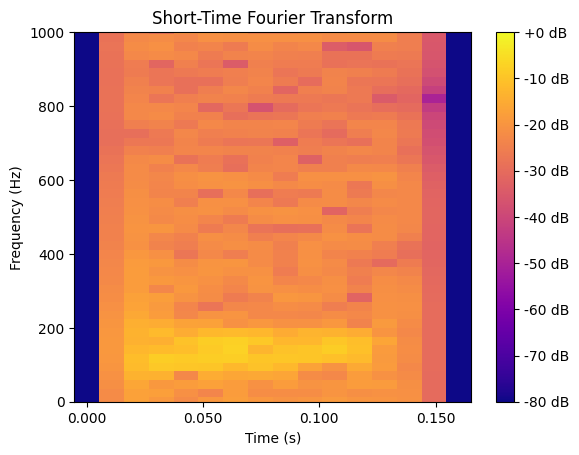 Short-Time Fourier Transform
Frequency (Hz)
1000
800
600
400
200
0
0.000
0.050
0.100
0.150
Time (s)
+0 dB
-10 dB
-20 dB
-30 dB
-40 dB
-50 dB
-60 dB
-70 dB
-80 dB